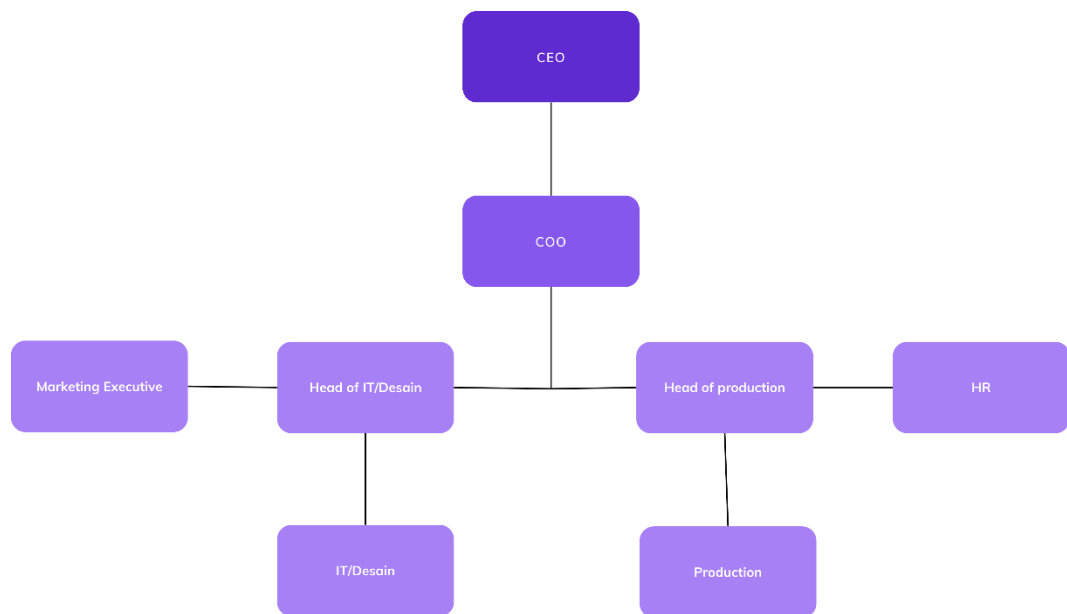 CEO
COO
Marketing Executive
Head of IT/Desain
Head of production
HR
IT/Desain
Production